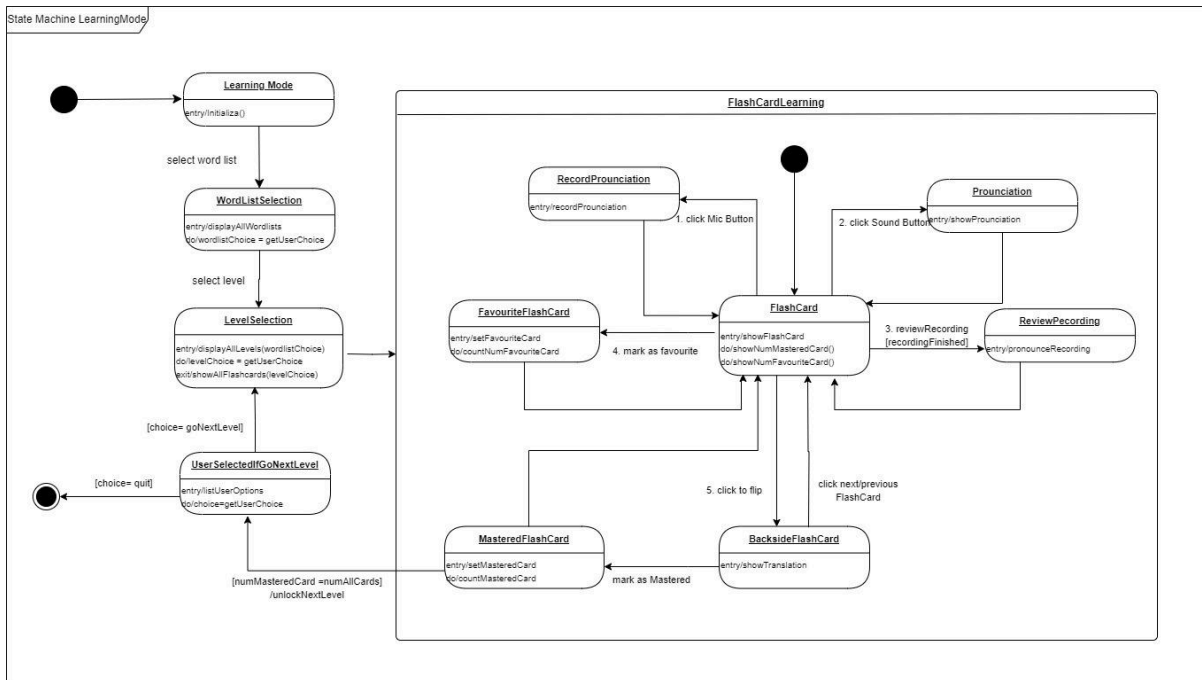 State Machine LearningMode
Learning Mode
entry/Initializa()
select word list
WordListSelection
entry/displayAllWordlists
do/wordlistChoice = getUserChoice
select level
LevelSelection
entry/displayAllLevels(wordlistChoice)
do/levelChoice = getUserChoice
exit/showAllFlashcards(levelChoice)
[choice= goNextLevel]
UserSelectedIfGoNextLevel
entry/listUserOptions
do/choice=getUserChoice
[choice= quit]
[numMasteredCard =numAllCards]
/unlockNextLevel
FlashCardLearning
RecordProunciation
entry/recordProunciation
1. click Mic Button
Prounciation
entry/showProunciation
2. click Sound Button
FlashCard
entry/showFlashCard
do/showNumMasteredCard()
do/showNumFavouriteCard()
FavouriteFlashCard
entry/setFavouriteCard
do/countNumFavouriteCard
4. mark as favourite
3. reviewRecording
[recordingFinished]
ReviewPecording
entry/pronounceRecording
5. click to flip
click next/previous
FlashCard
MasteredFlashCard
entry/setMasteredCard
do/countMasteredCard
mark as Mastered
BacksideFlashCard
entry/showTranslation